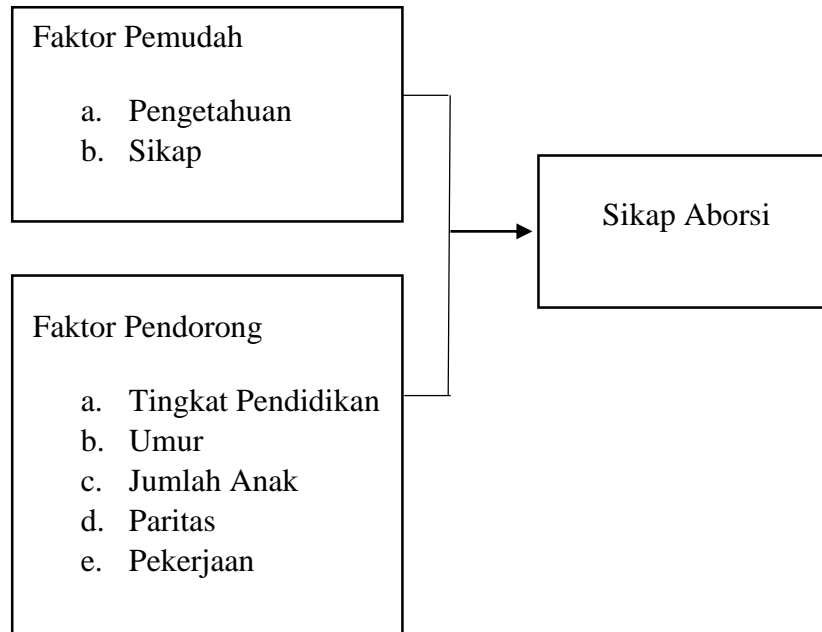 Faktor Pemudah
a. Pengetahuan
b. Sikap
Sikap Aborsi
Faktor Pendorong
a. Tingkat Pendidikan
b. Umur
c. Jumlah Anak
d. Paritas
e. Pekerjaan